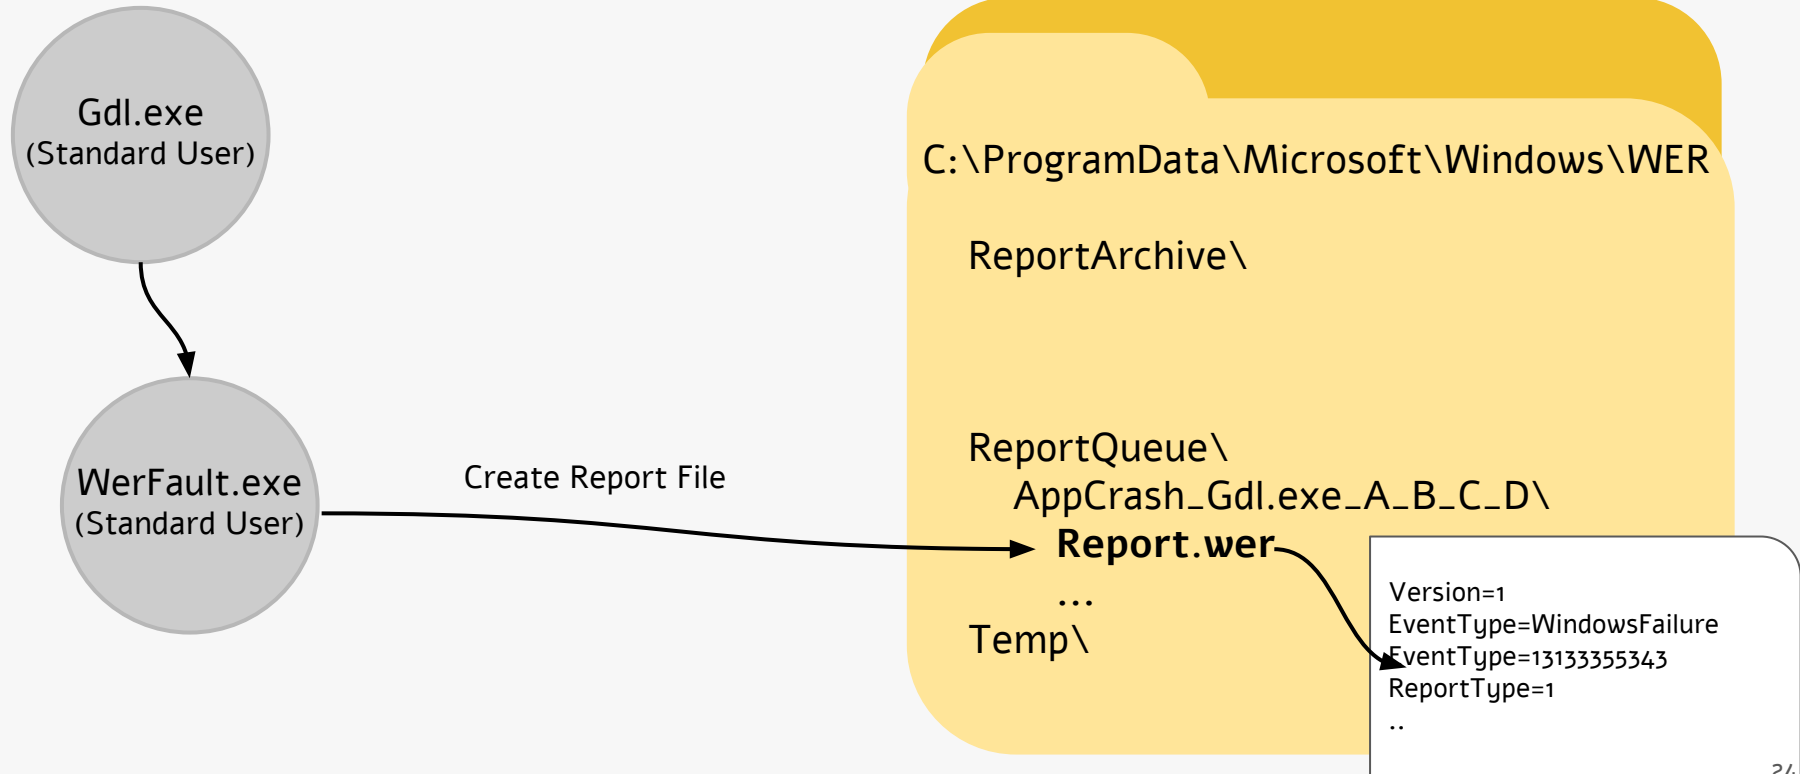 Gdl.exe
(Standard User)
C:\ProgramData\Microsoft\Windows\WER
ReportArchive\
WerFault.exe
(Standard User)
Create Report File
ReportQueue\
AppCrash_Gdl.exe_A_B_C_D\
Report.wer
...
Temp\
Version=1
EventType=WindowsFailure
EventType=13133355343
ReportType=1
..
24